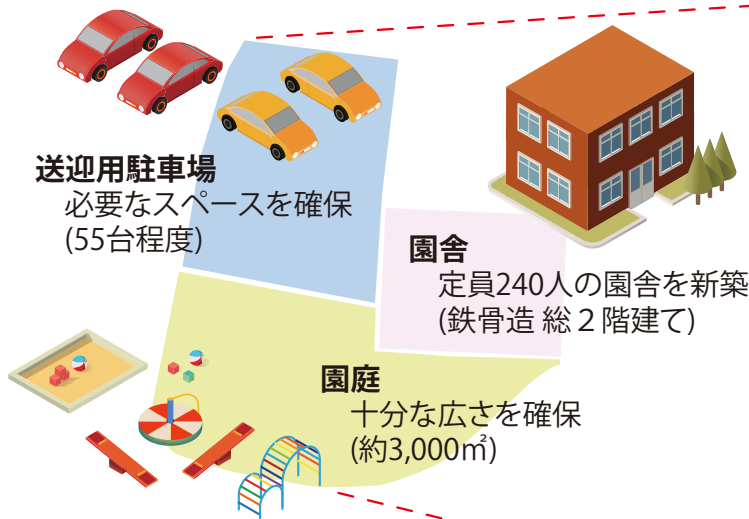 送迎用駐車場
必要なスペースを確保
(55台程度)
園舎
定員240人の園舎を新築
(鉄骨造 総２階建て)
園庭
十分な広さを確保
(約3,000㎡)